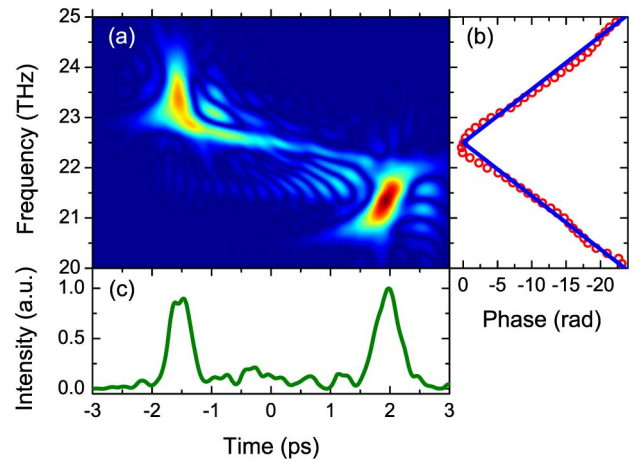 25
(a)
(b)
24
23
22
21
20
Frequency (THz)
0 -5 -10 -15 -20
Phase (rad)
(c)
1.0
0.5
0.0
Intensity (a.u.)
-3 -2 -1 0 1 2 3
Time (ps)